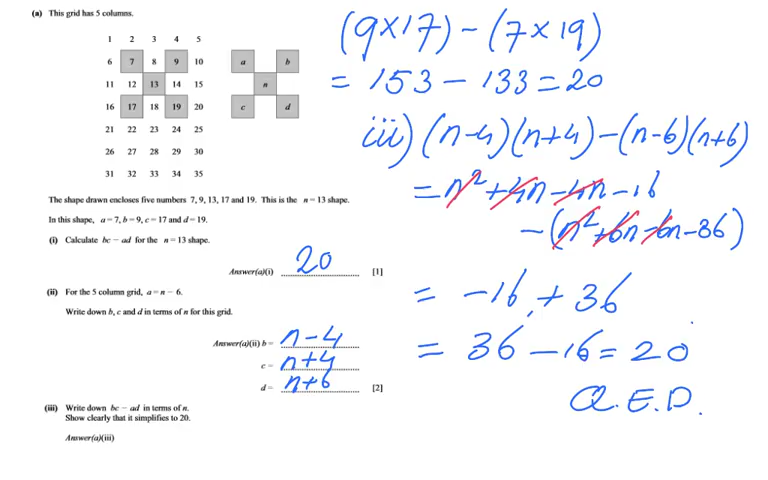 (a) This grid has 5 columns.
1 2 3 4 5
6 7 8 9 10
11 12 13 14 15
16 17 18 19 20
21 22 23 24 25
26 27 28 29 30
31 32 33 34 35
a b
n
c d
The shape drawn encloses five numbers 7, 9, 13, 17 and 19. This is the n = 13 shape.
In this shape, a = 7, b = 9, c = 17 and d = 19.
(i) Calculate bc − ad for the n = 13 shape.
Answer(a)(i) 20 [1]
(ii) For the 5 column grid, a = n − 6.
Write down b, c and d in terms of n for this grid.
Answer(a)(ii) b = n-4
c = n+4
d = n+6 [2]
(iii) Write down bc − ad in terms of n.
Show clearly that it simplifies to 20.
Answer(a)(iii)
(9×17) - (7×19)
= 153 - 133 = 20
iii) (n-4)(n+4) - (n-6)(n+6)
= n²+4n-4n-16
-(n²+6n-6n-36)
= -16 + 36
= 36 - 16 = 20
Q.E.D.